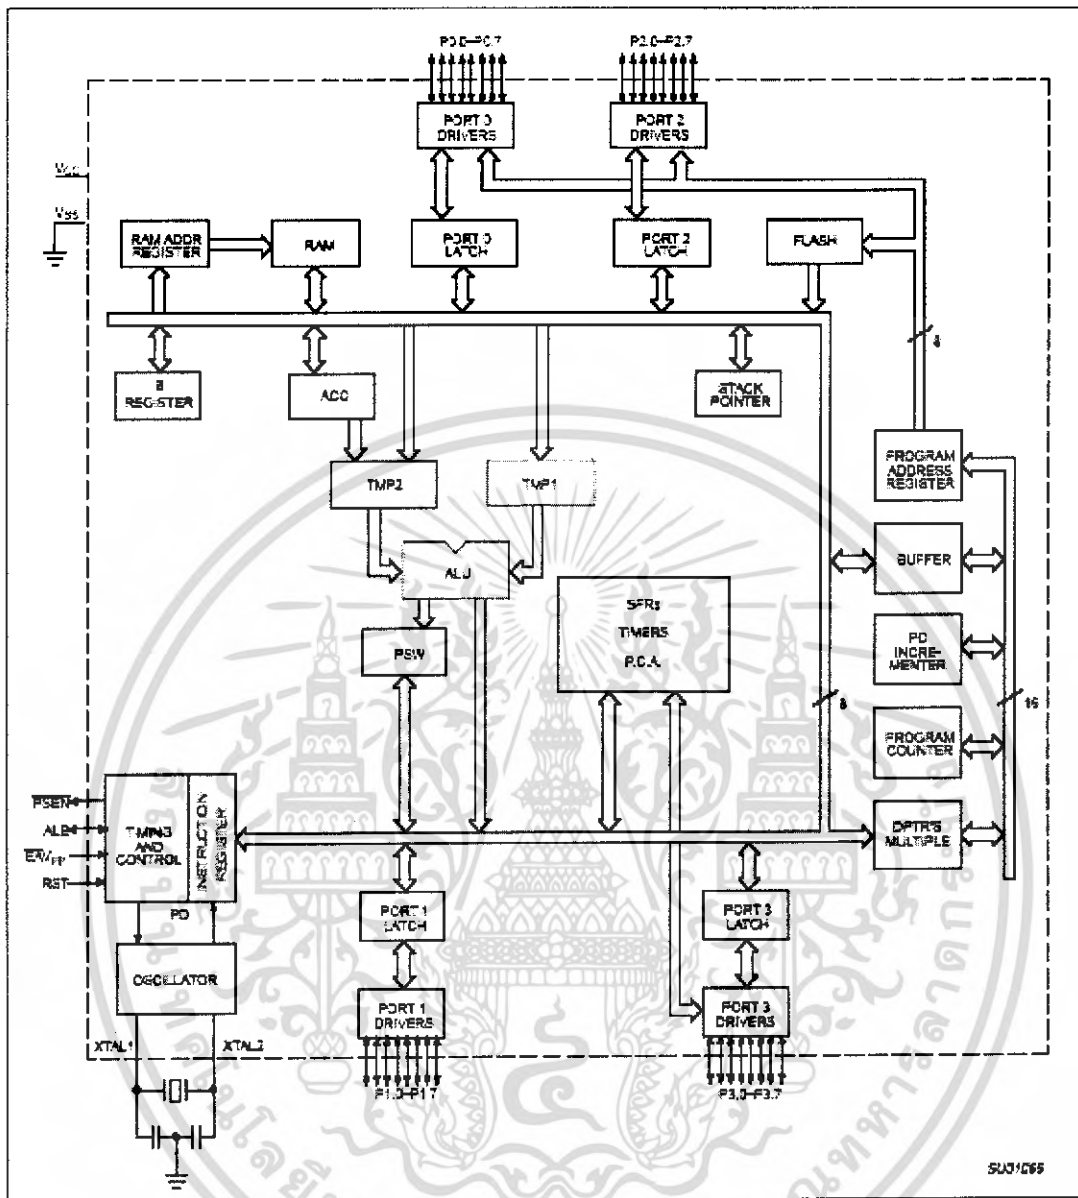 P0.0–P0.7
P2.0–P2.7
PORT 0
DRIVERS
PORT 2
DRIVERS
VCC
VSS
RAM ADDR
REGISTER
RAM
PORT 0
LATCH
PORT 2
LATCH
FLASH
8
B
REGISTER
ACC
STACK
POINTER
TMP2
TMP1
PROGRAM
ADDRESS
REGISTER
ALU
BUFFER
SFRs
TIMERS
P.C.A.
PSW
PC
INCRE-
MENTER
8
16
PROGRAM
COUNTER
PSEN
ALE
EA/VPP
RST
TIMING
AND
CONTROL
INSTRUCTION
REGISTER
DPTR'S
MULTIPLE
PD
PORT 1
LATCH
PORT 3
LATCH
OSCILLATOR
PORT 1
DRIVERS
PORT 3
DRIVERS
XTAL1
XTAL2
P1.0–P1.7
P3.0–P3.7
SU01065